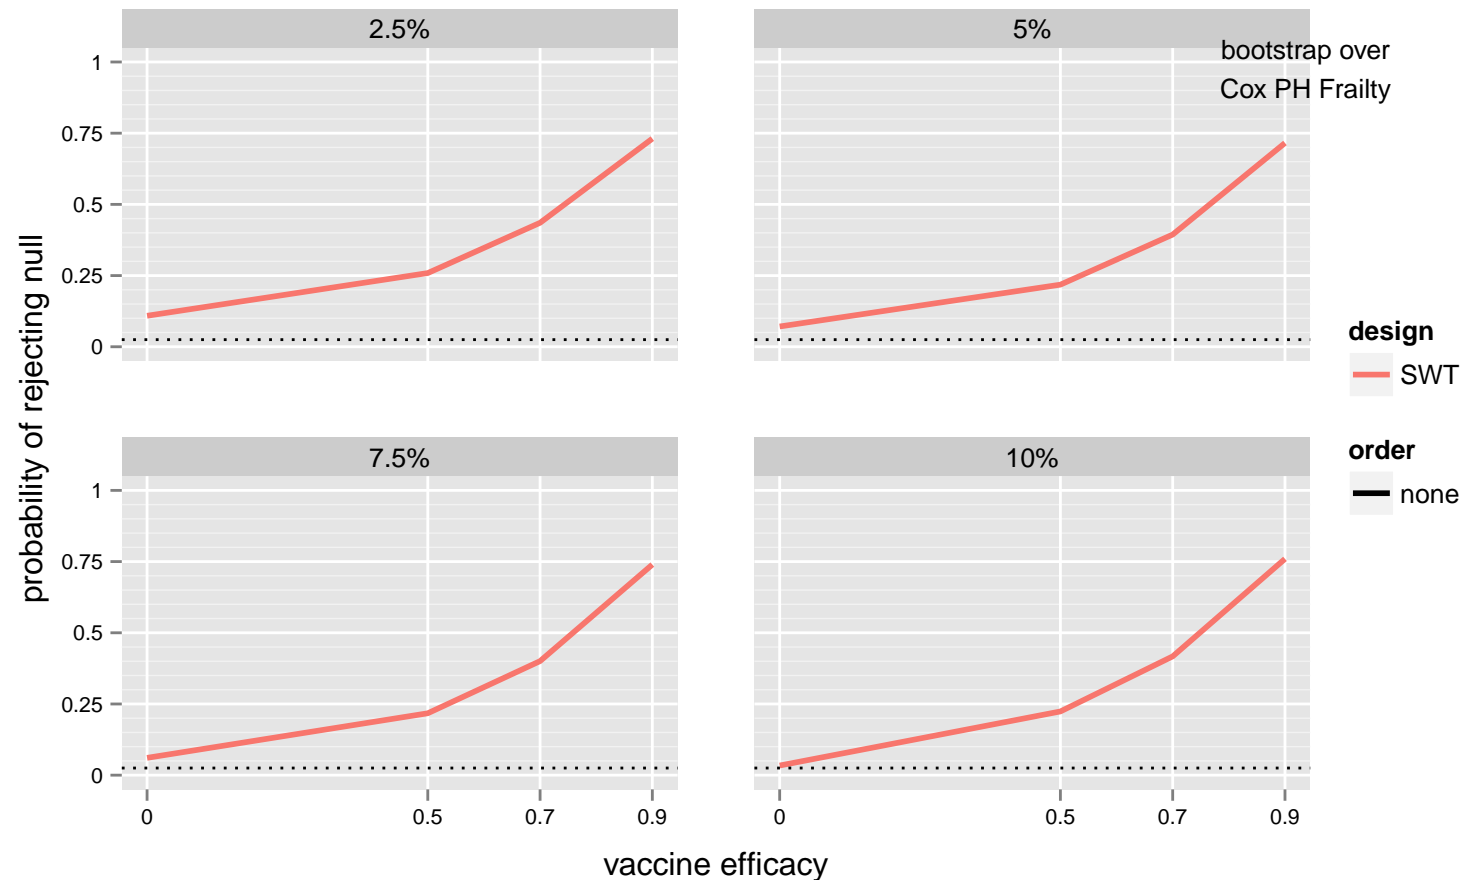 2.5%
5%
bootstrap over
Cox PH Frailty
1
0.75
0.5
0.25
0
probability of rejecting null
design
SWT
order
none
7.5%
10%
1
0.75
0.5
0.25
0
0 0.5 0.7 0.9
0 0.5 0.7 0.9
vaccine efficacy